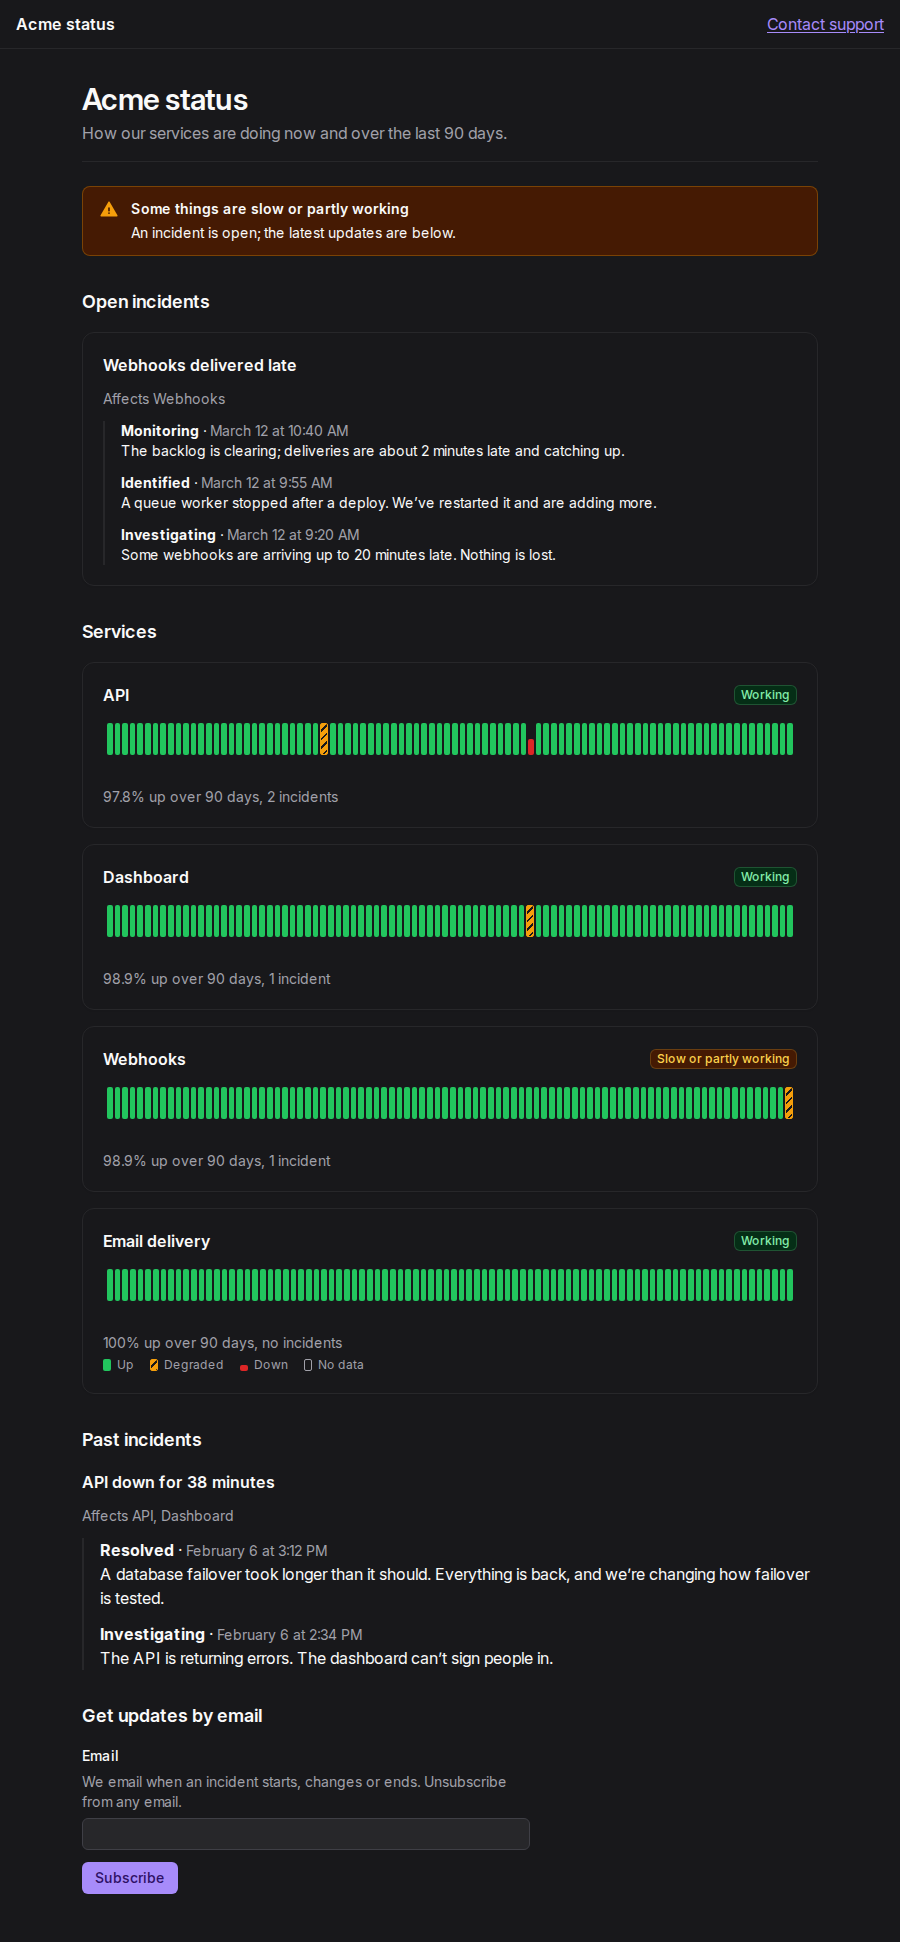 Acme status
Contact support
Acme status
How our services are doing now and over the last 90 days.
Some things are slow or partly working
An incident is open; the latest updates are below.
Open incidents
Webhooks delivered late
Affects Webhooks
Monitoring · March 12 at 10:40 AM
The backlog is clearing; deliveries are about 2 minutes late and catching up.
Identified · March 12 at 9:55 AM
A queue worker stopped after a deploy. We’ve restarted it and are adding more.
Investigating · March 12 at 9:20 AM
Some webhooks are arriving up to 20 minutes late. Nothing is lost.
Services
API
Working
97.8% up over 90 days, 2 incidents
Dashboard
Working
98.9% up over 90 days, 1 incident
Webhooks
Slow or partly working
98.9% up over 90 days, 1 incident
Email delivery
Working
100% up over 90 days, no incidents
Up Degraded Down No data
Past incidents
API down for 38 minutes
Affects API, Dashboard
Resolved · February 6 at 3:12 PM
A database failover took longer than it should. Everything is back, and we’re changing how failover
is tested.
Investigating · February 6 at 2:34 PM
The API is returning errors. The dashboard can’t sign people in.
Get updates by email
Email
We email when an incident starts, changes or ends. Unsubscribe
from any email.
Subscribe